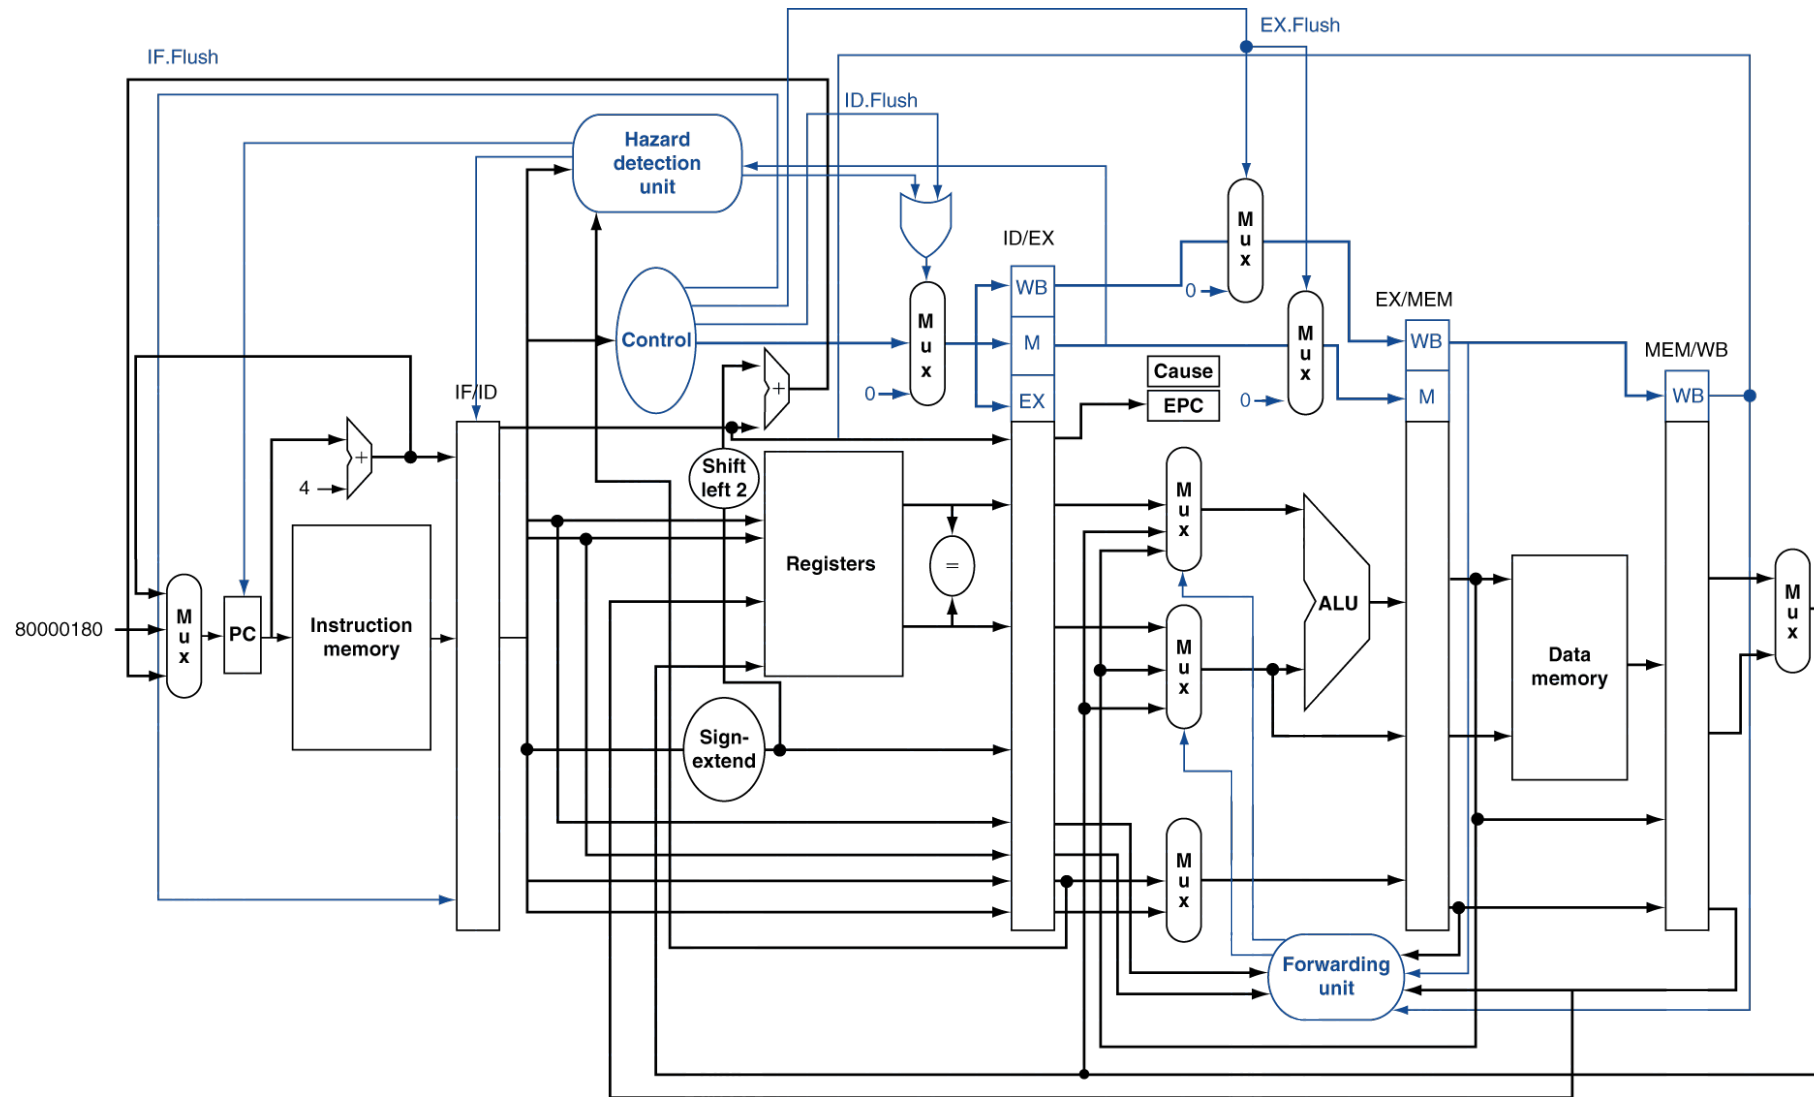 EX.Flush
IF.Flush
ID.Flush
Hazard
detection
unit
M
u
x
ID/EX
0
WB
EX/MEM
Control
M
u
x
M
M
u
x
WB
MEM/WB
Cause
0
EX
EPC
0
M
WB
IF/ID
+
+
4
Shift
left 2
M
u
x
Registers
=
80000180
M
u
x
PC
Instruction
memory
ALU
M
u
x
M
u
x
Data
memory
Sign-
extend
M
u
x
Forwarding
unit